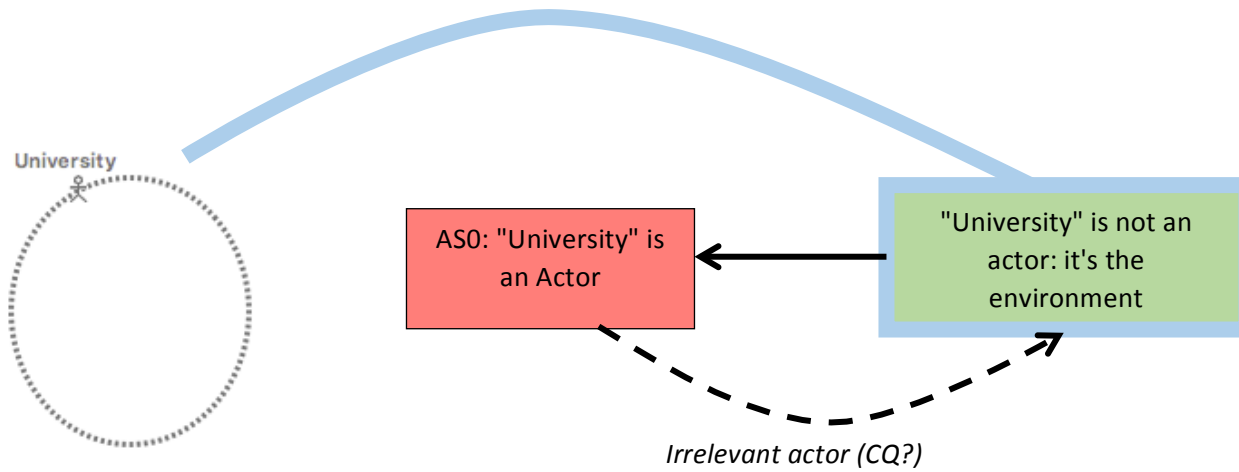 University
AS0: "University" is
an Actor
"University" is not an
actor: it's the
environment
Irrelevant actor (CQ?)